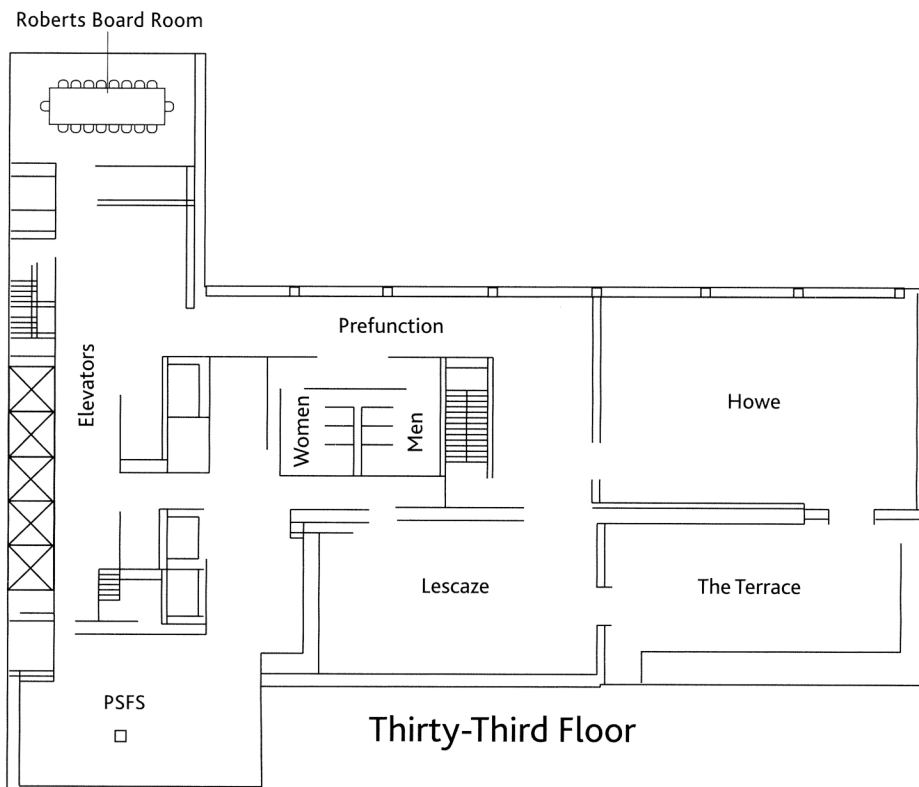 Roberts Board Room
Prefunction
Elevators
Women
Men
Howe
Lescaze
The Terrace
PSFS
Thirty-Third Floor